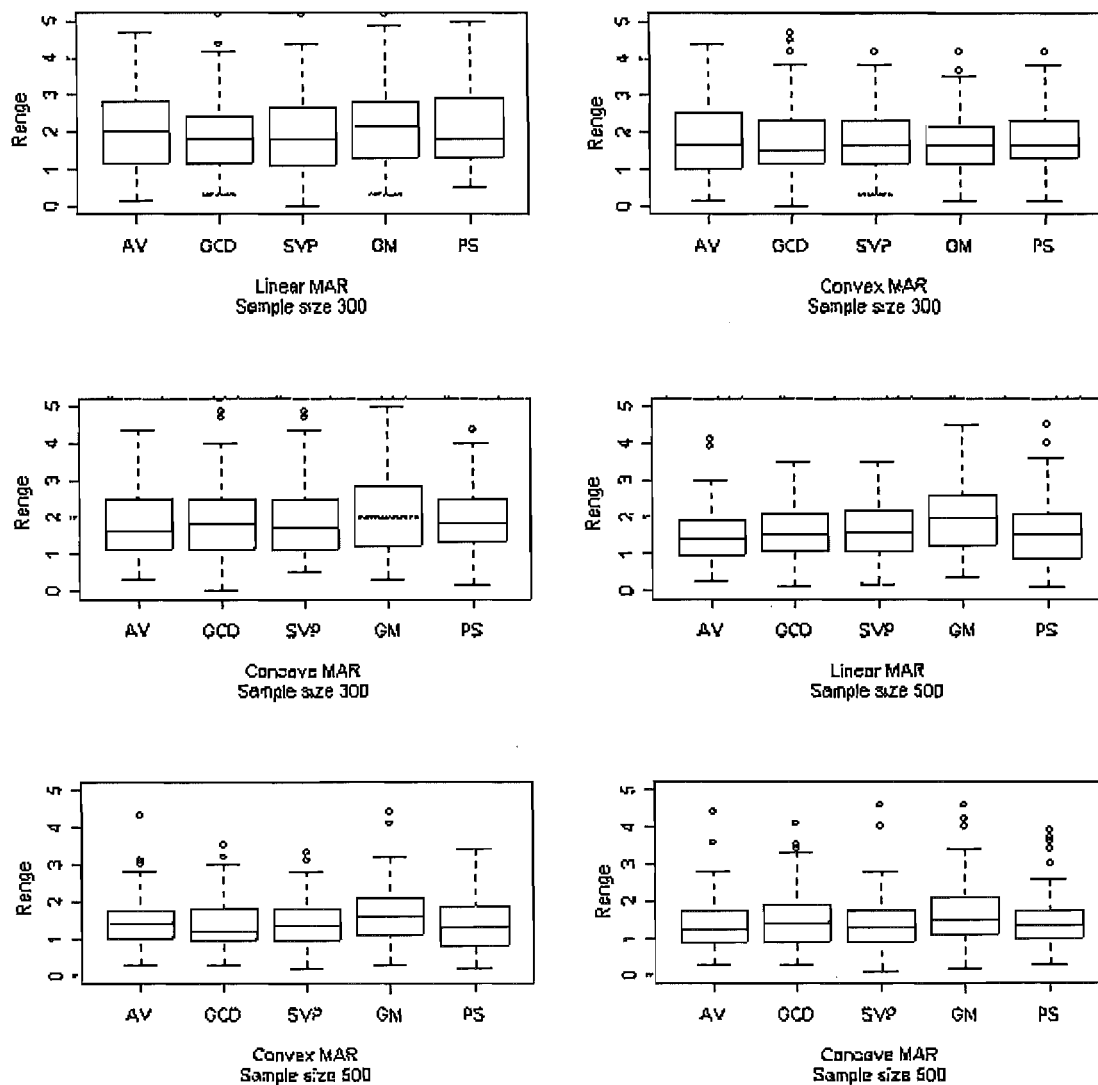 5
4
3
2
1
0
Renge
AV GCD SVP GM PS
Linear MAR
Sample size 300
5
4
3
2
1
0
Renge
AV GCD SVP GM PS
Convex MAR
Sample size 300
5
4
3
2
1
0
Renge
AV GCD SVP GM PS
Concave MAR
Sample size 300
5
4
3
2
1
0
Renge
AV GCD SVP GM PS
Linear MAR
Sample size 500
5
4
3
2
1
0
Renge
AV GCD SVP GM PS
Convex MAR
Sample size 500
5
4
3
2
1
0
Renge
AV GCD SVP GM PS
Concave MAR
Sample size 500